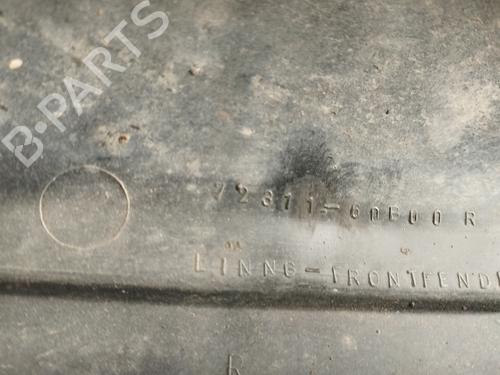 B-PARTS
72311-60B00 R
LINNG-FRONTFEND
R